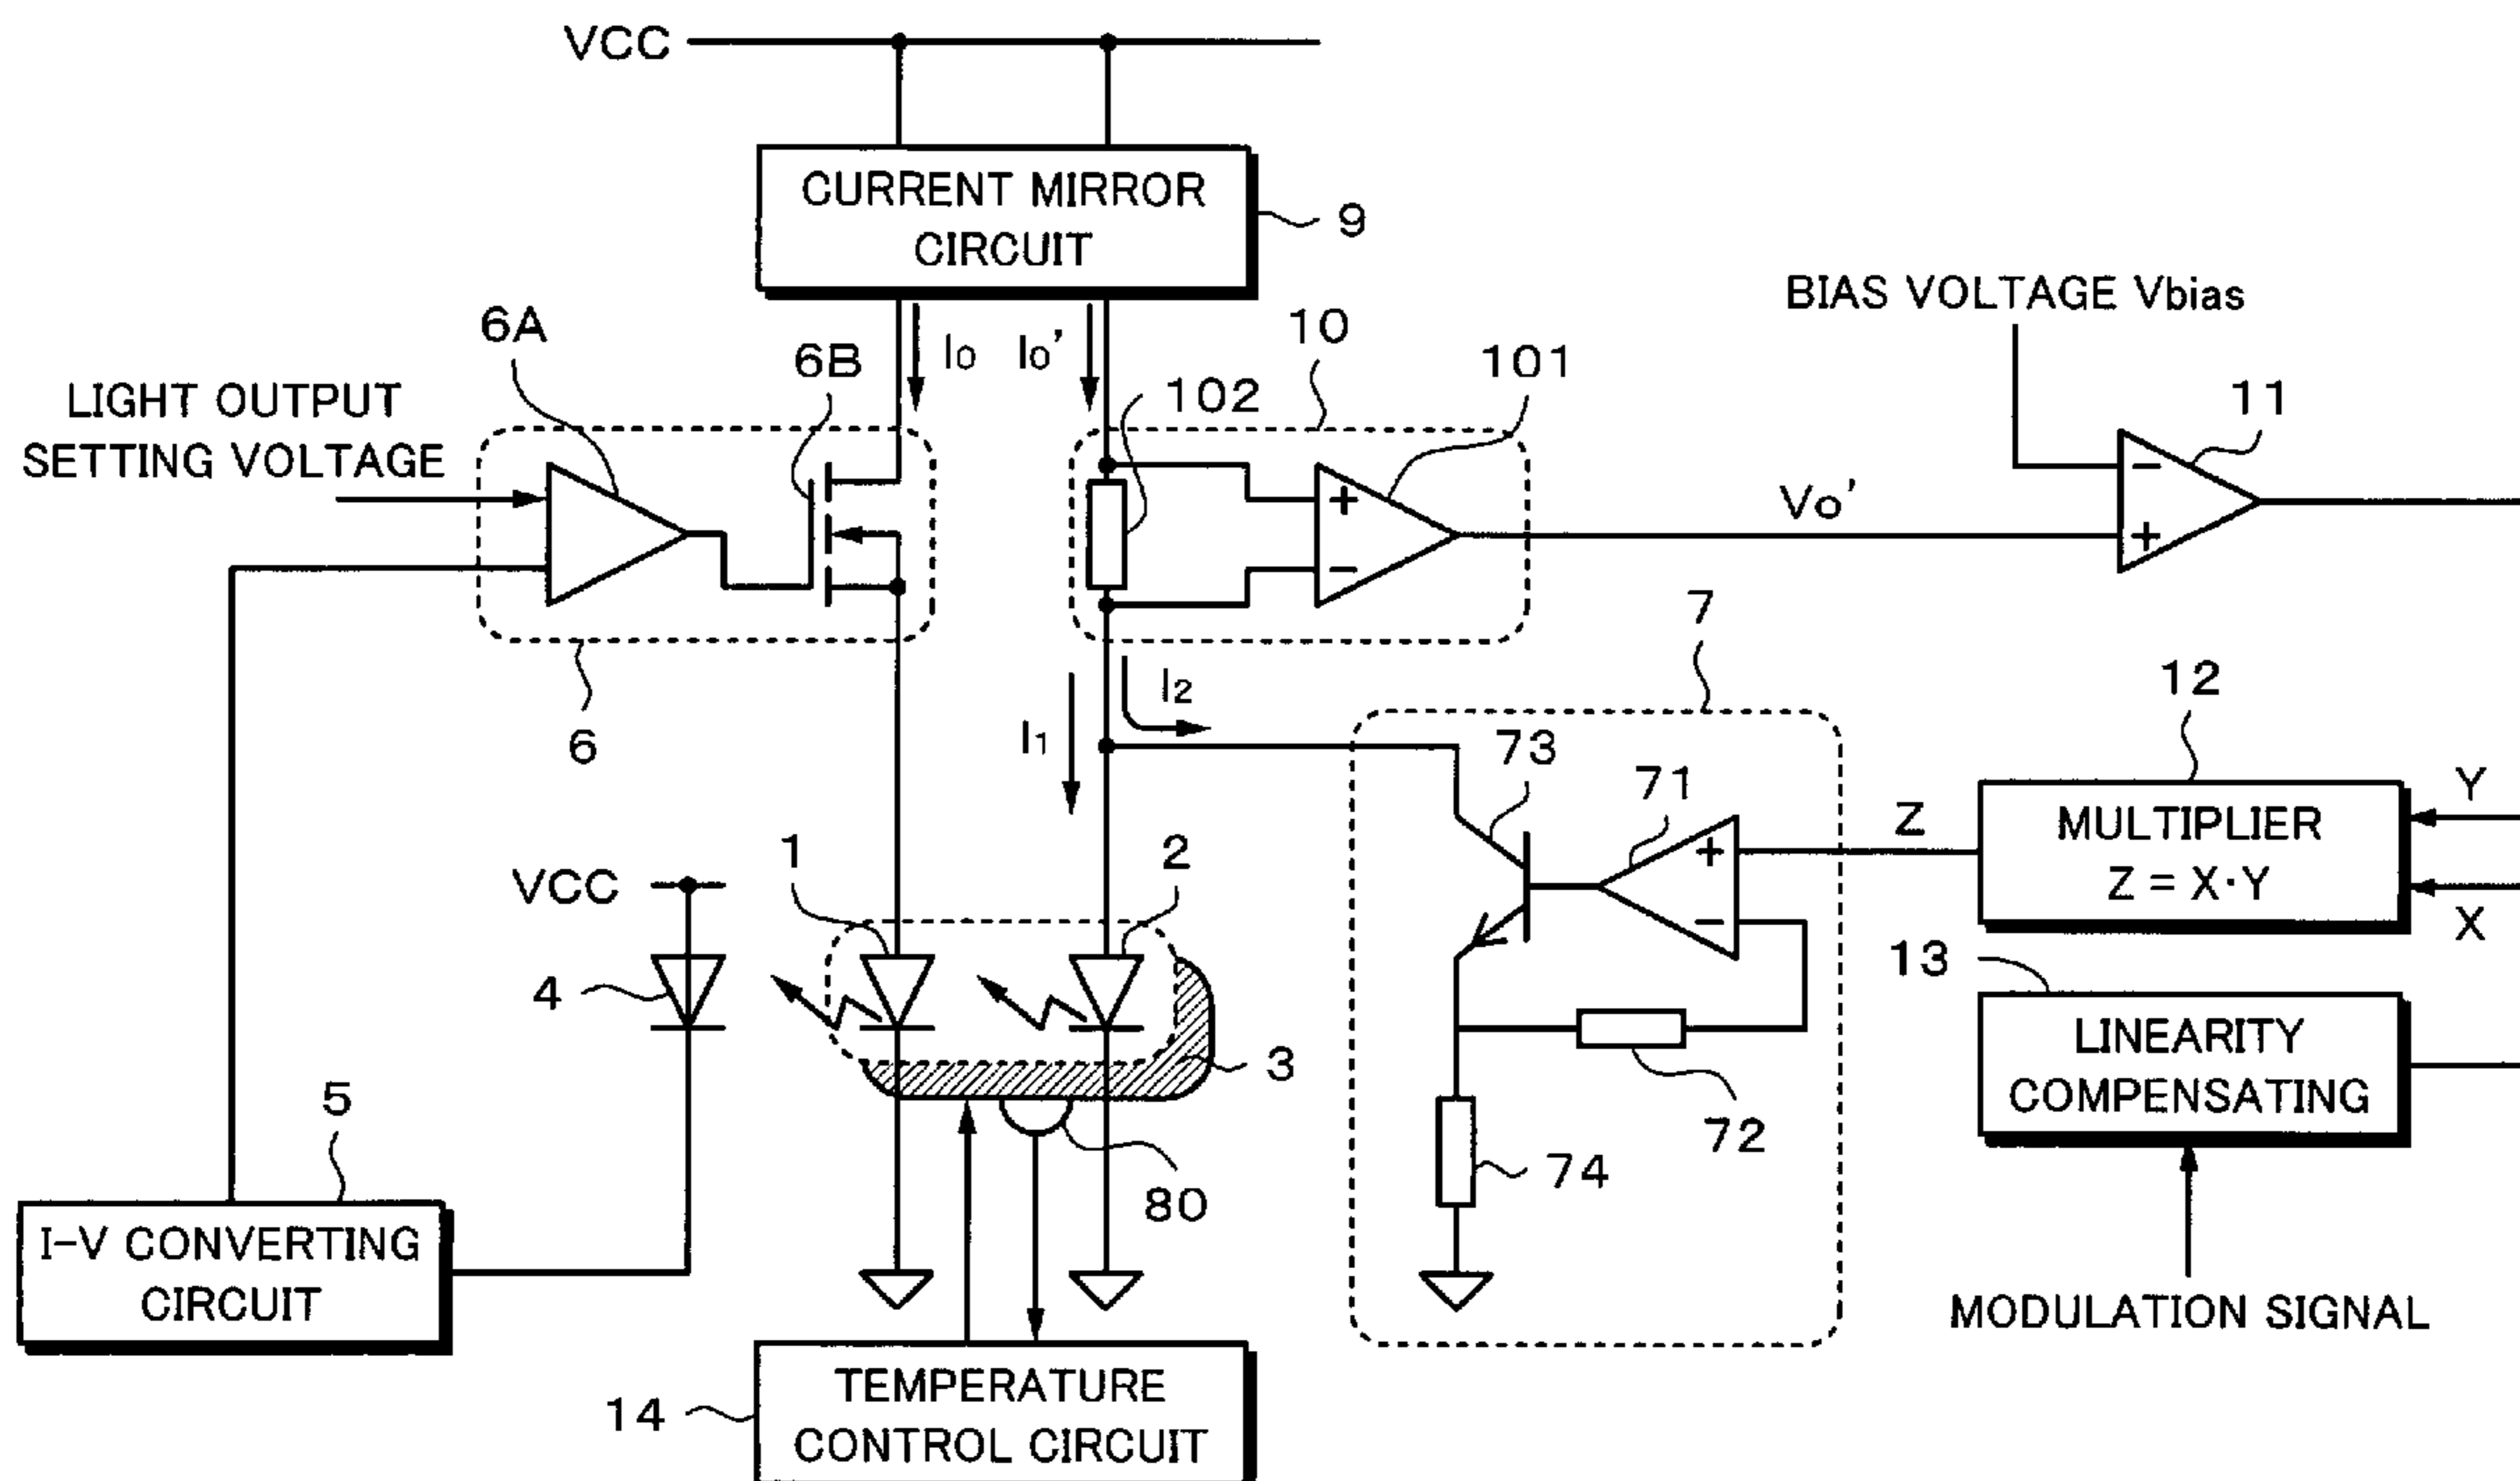 VCC
CURRENT MIRROR
CIRCUIT
9
BIAS VOLTAGE Vbias
6A
6B
I0
I0'
10
101
102
11
LIGHT OUTPUT
SETTING VOLTAGE
+
−
Vo'
−
+
6
7
I1
I2
12
73
71
Z
+
−
MULTIPLIER
Z = X·Y
Y
X
1
2
VCC
4
3
13
LINEARITY
COMPENSATING
72
74
5
80
I-V CONVERTING
CIRCUIT
MODULATION SIGNAL
14
TEMPERATURE
CONTROL CIRCUIT